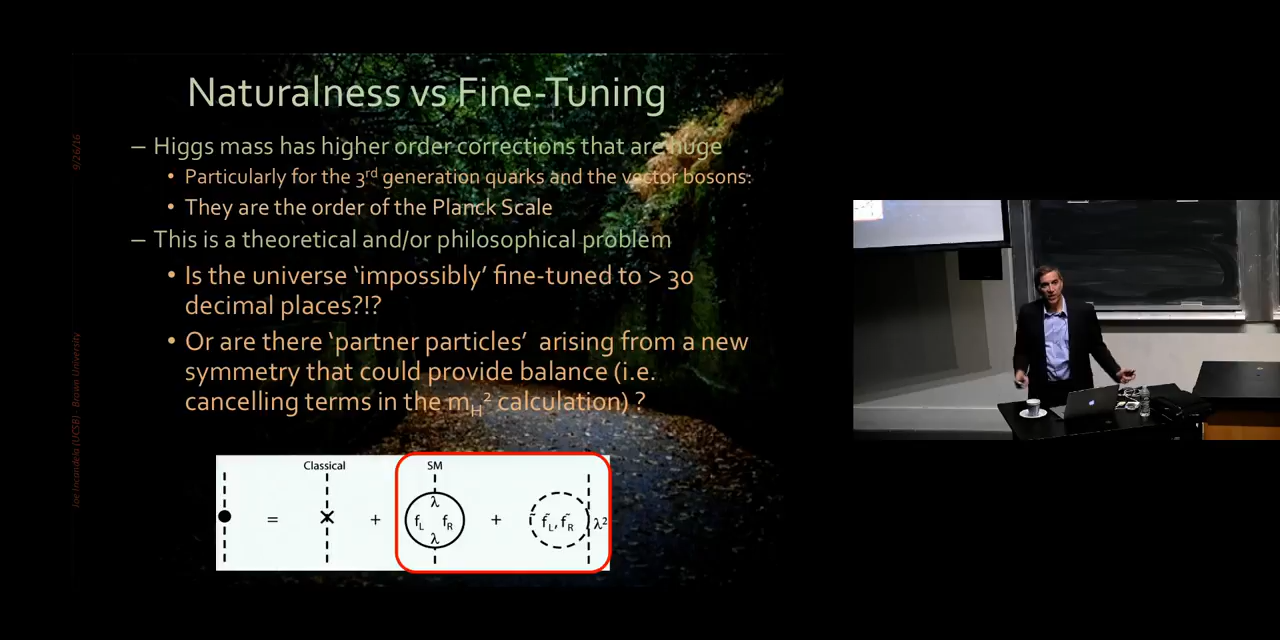 Naturalness vs Fine-Tuning
– Higgs mass has higher order corrections that are huge
• Particularly for the 3rd generation quarks and the vector bosons:
• They are the order of the Planck Scale
– This is a theoretical and/or philosophical problem
• Is the universe ‘impossibly’ fine-tuned to > 30
decimal places?!?
• Or are there ‘partner particles’ arising from a new
symmetry that could provide balance (i.e.
cancelling terms in the mH² calculation) ?
Classical
SM
= + λ fL fR λ + f̃L, f̃R λ²
9/26/16
Joe Incandela (UCSB) - Brown University